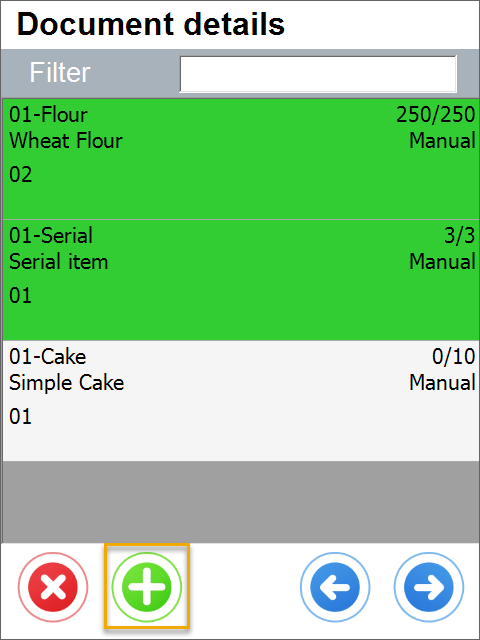 Document details
Filter
01-Flour 250/250
Wheat Flour Manual
02
01-Serial 3/3
Serial item Manual
01
01-Cake 0/10
Simple Cake Manual
01